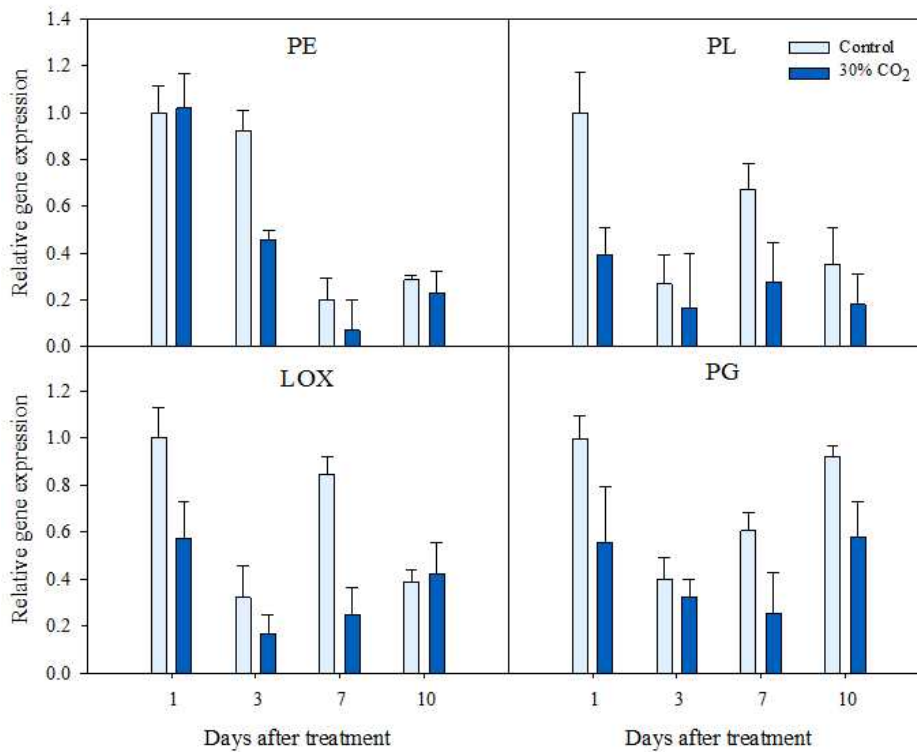 PE
PL
Control
30% CO2
Relative gene expression
1.4
1.2
1.0
0.8
0.6
0.4
0.2
0.0
LOX
PG
Relative gene expression
1.2
1.0
0.8
0.6
0.4
0.2
0.0
1 3 7 10
1 3 7 10
Days after treatment
Days after treatment